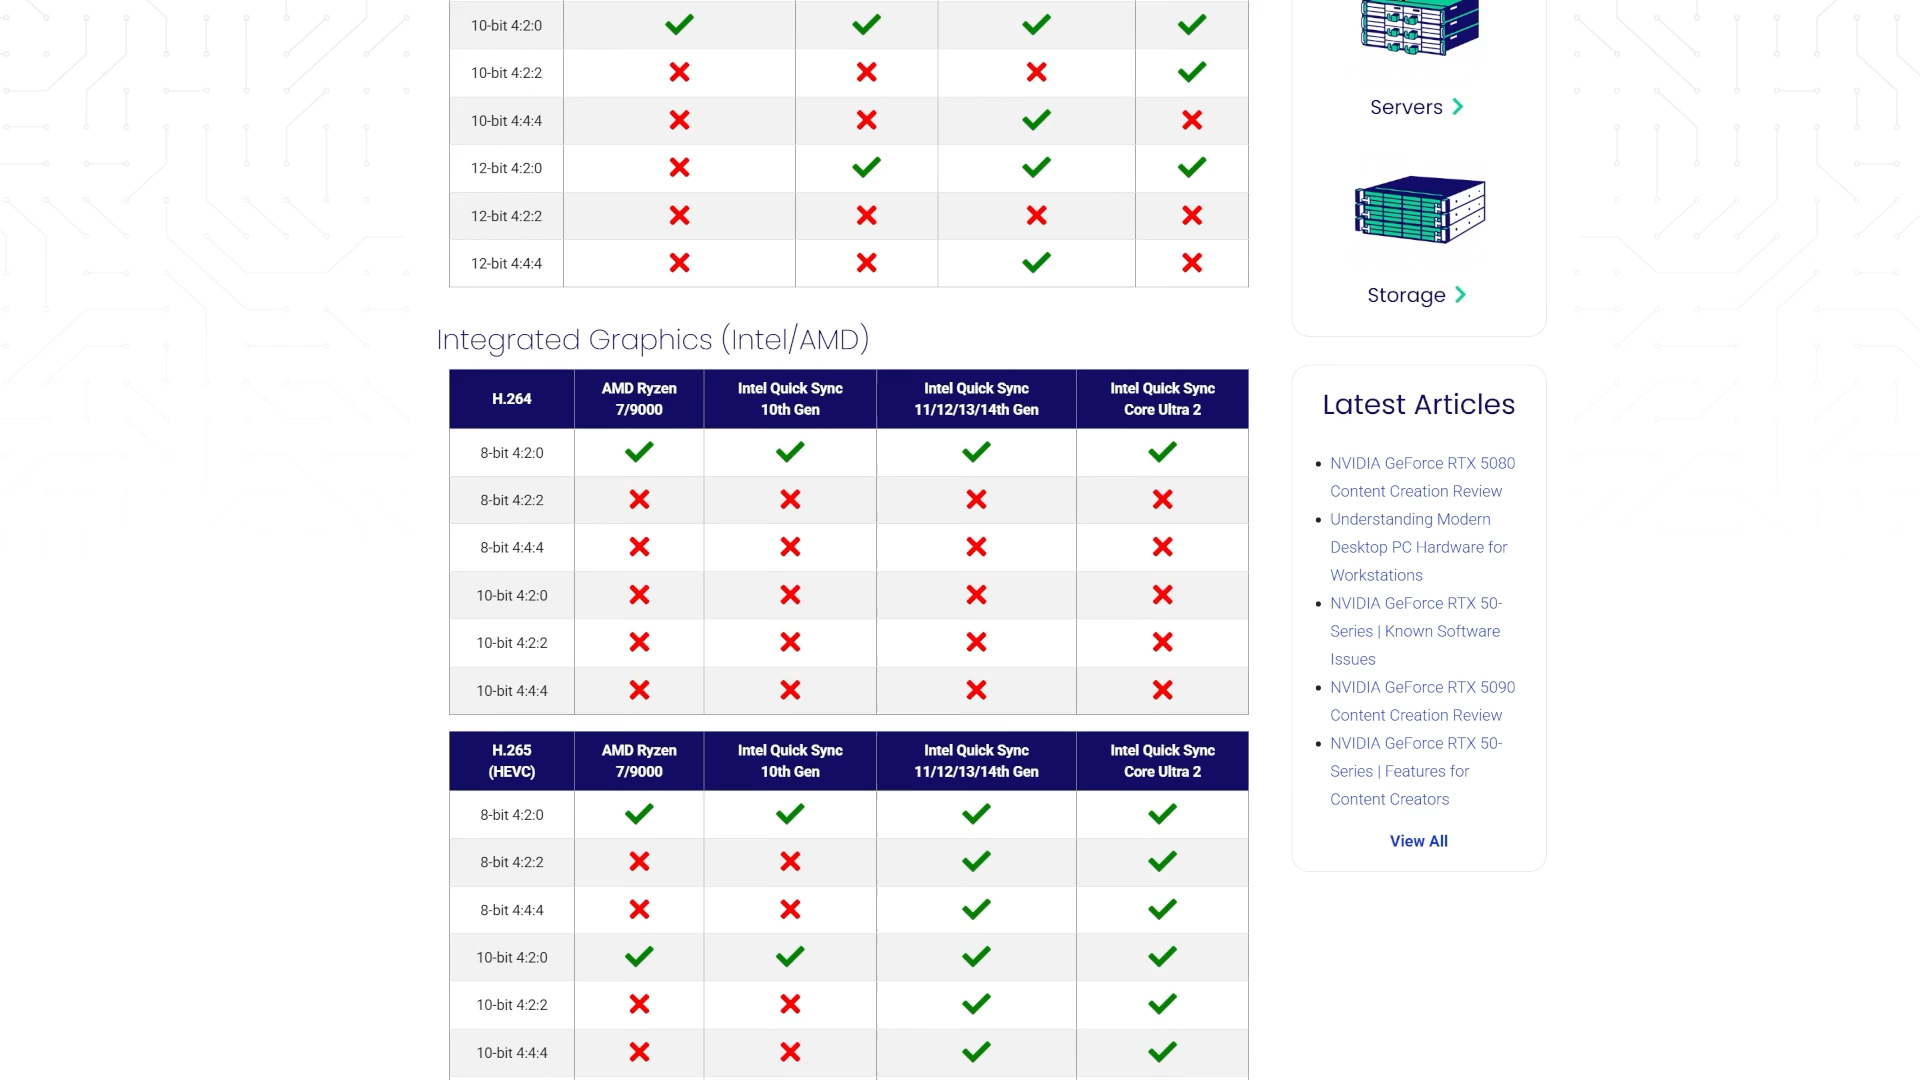 10-bit 4:2:0
10-bit 4:2:2
10-bit 4:4:4
12-bit 4:2:0
12-bit 4:2:2
12-bit 4:4:4
Integrated Graphics (Intel/AMD)
H.264 AMD Ryzen 7/9000 Intel Quick Sync 10th Gen Intel Quick Sync 11/12/13/14th Gen Intel Quick Sync Core Ultra 2
8-bit 4:2:0
8-bit 4:2:2
8-bit 4:4:4
10-bit 4:2:0
10-bit 4:2:2
10-bit 4:4:4
H.265 (HEVC) AMD Ryzen 7/9000 Intel Quick Sync 10th Gen Intel Quick Sync 11/12/13/14th Gen Intel Quick Sync Core Ultra 2
8-bit 4:2:0
8-bit 4:2:2
8-bit 4:4:4
10-bit 4:2:0
10-bit 4:2:2
10-bit 4:4:4
Servers
Storage
Latest Articles
NVIDIA GeForce RTX 5080
Content Creation Review
Understanding Modern
Desktop PC Hardware for
Workstations
NVIDIA GeForce RTX 50-
Series | Known Software
Issues
NVIDIA GeForce RTX 5090
Content Creation Review
NVIDIA GeForce RTX 50-
Series | Features for
Content Creators
View All